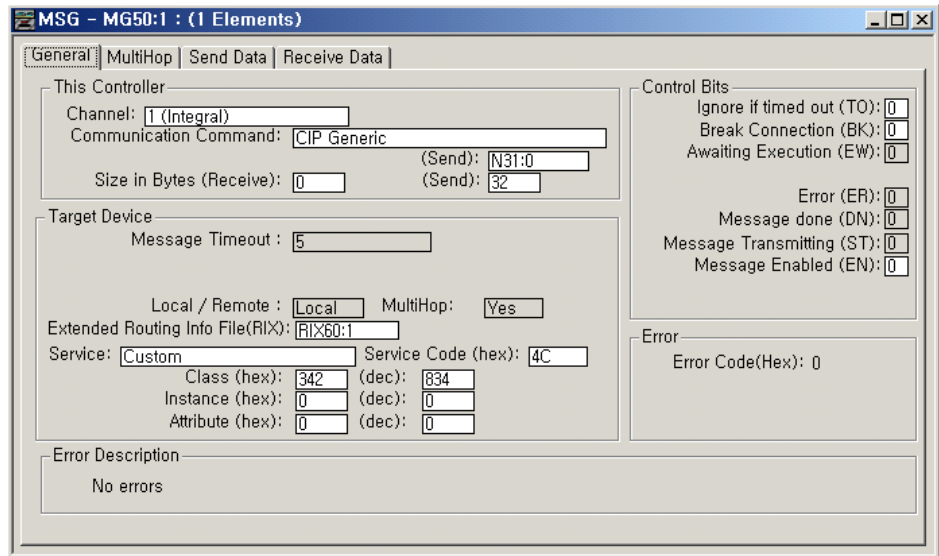 MSG - MG50:1 : (1 Elements)
General MultiHop Send Data Receive Data
This Controller
Channel: 1 (Integral)
Communication Command: CIP Generic
(Send): N31:0
Size in Bytes (Receive): 0 (Send): 32
Target Device
Message Timeout : 5
Local / Remote : Local MultiHop: Yes
Extended Routing Info File(RIX): RIX60:1
Service: Custom Service Code (hex): 4C
Class (hex): 342 (dec): 834
Instance (hex): 0 (dec): 0
Attribute (hex): 0 (dec): 0
Control Bits
Ignore if timed out (TO): 0
Break Connection (BK): 0
Awaiting Execution (EW): 0
Error (ER): 0
Message done (DN): 0
Message Transmitting (ST): 0
Message Enabled (EN): 0
Error
Error Code(Hex): 0
Error Description
No errors